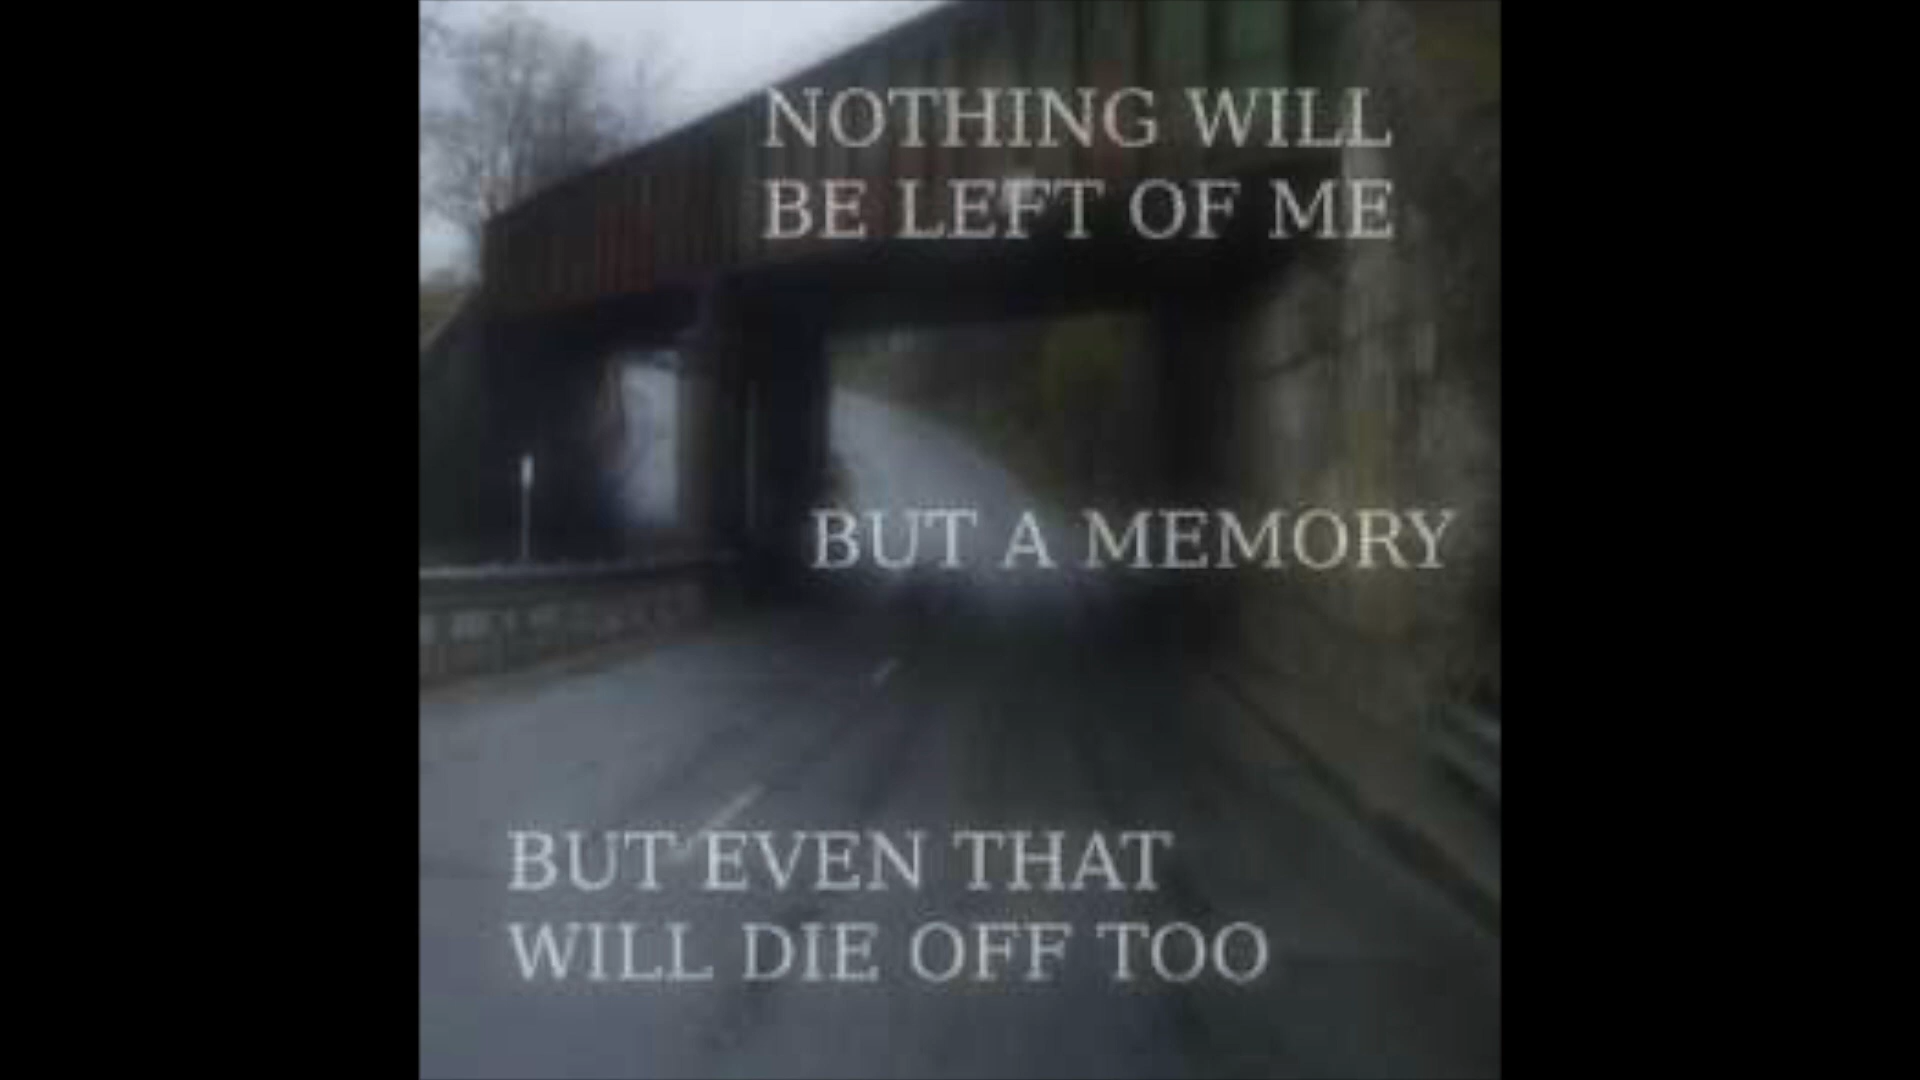 NOTHING WILL
BE LEFT OF ME
BUT A MEMORY
BUT EVEN THAT
WILL DIE OFF TOO